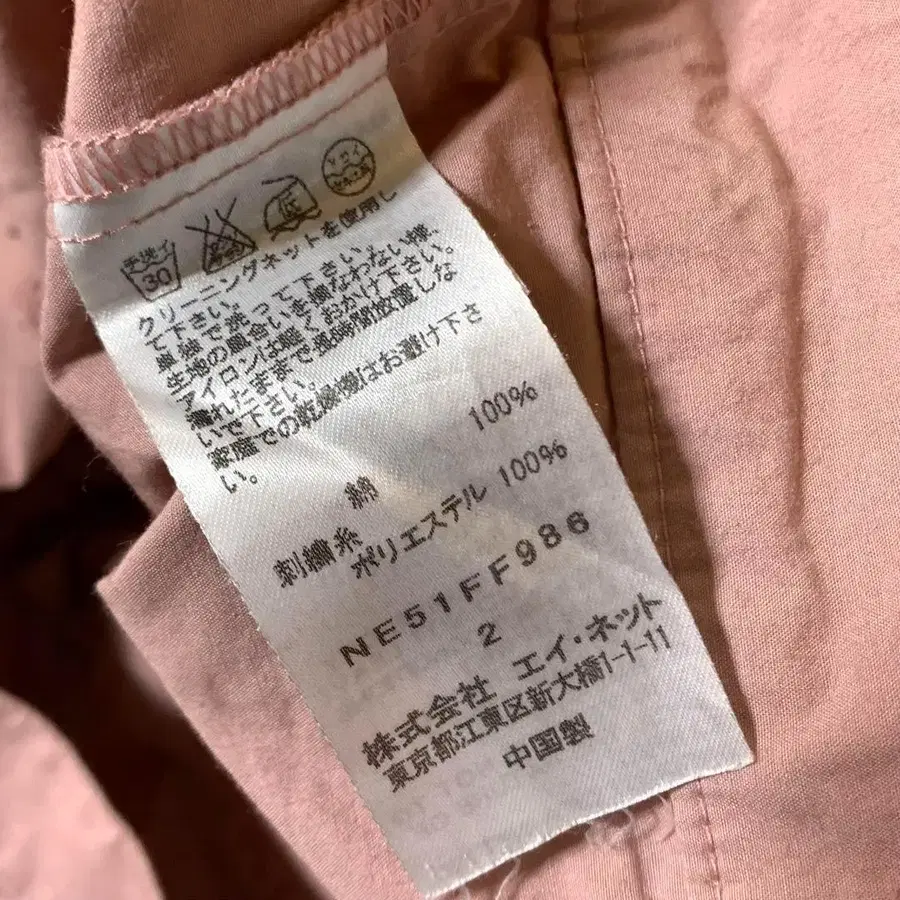 手洗イ 30 中 ドライ
クリーニングネットを使用し
て下さい。
単独で洗って下さい。
生地の風合いを損なわない様、
アイロンは軽くおかけ下さい。
濡れたままで長時間放置しな
いで下さい。
家庭での乾燥機はお避け下さ
い。
綿 100%
刺繍糸 ポリエステル 100%
NE51FF986
2
株式会社 エイ・ネット
東京都江東区新大橋1-1-11
中国製